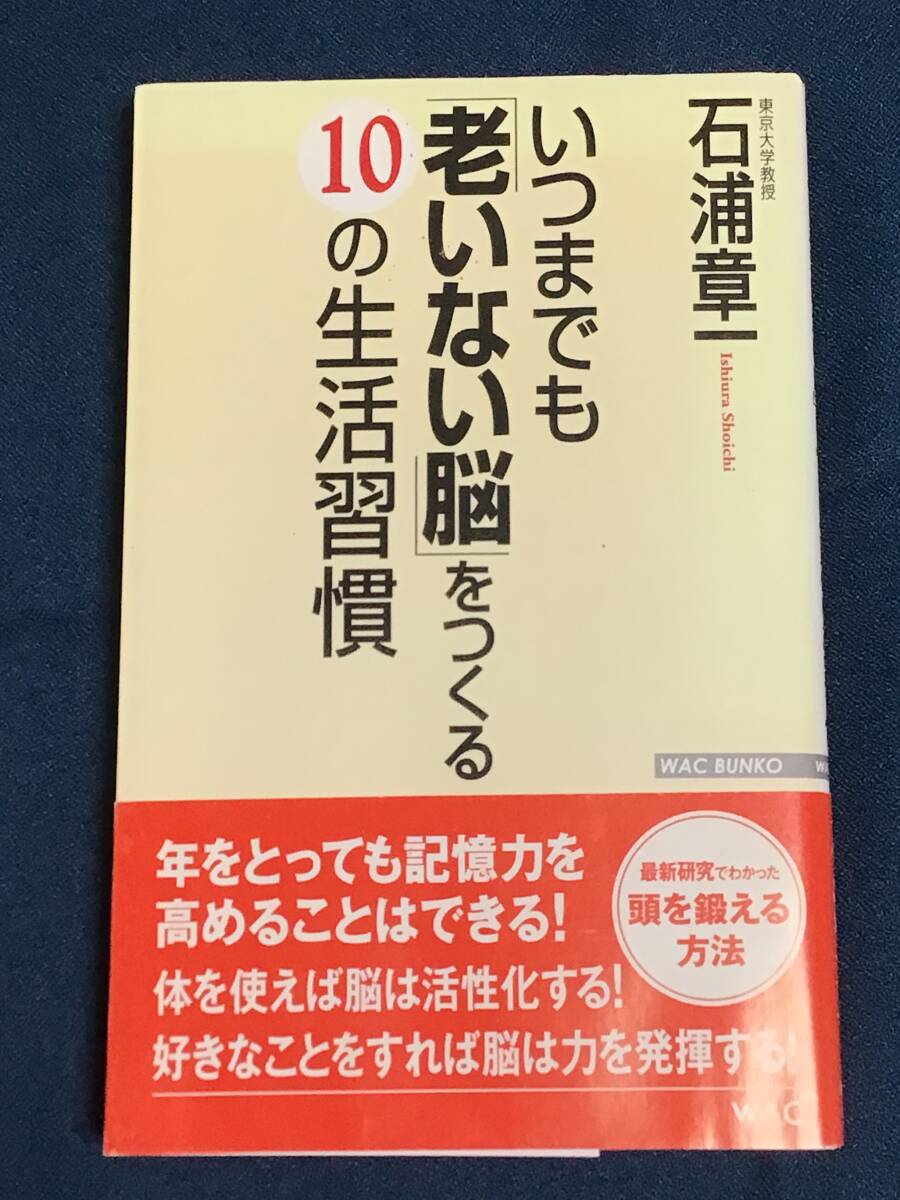 東京大学教授
石浦章一
Ishiura Shoichi
いつまでも
「老いない脳」をつくる
10の生活習慣
WAC BUNKO
年をとっても記憶力を
高めることはできる!
体を使えば脳は活性化する!
好きなことをすれば脳は力を発揮する!
最新研究でわかった
頭を鍛える
方法
WAC